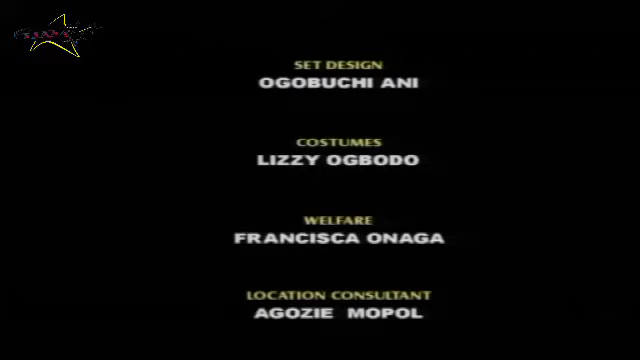 SET DESIGN
OGOBUCHI ANI
COSTUMES
LIZZY OGBODO
WELFARE
FRANCISCA ONAGA
LOCATION CONSULTANT
AGOZIE MOPOL